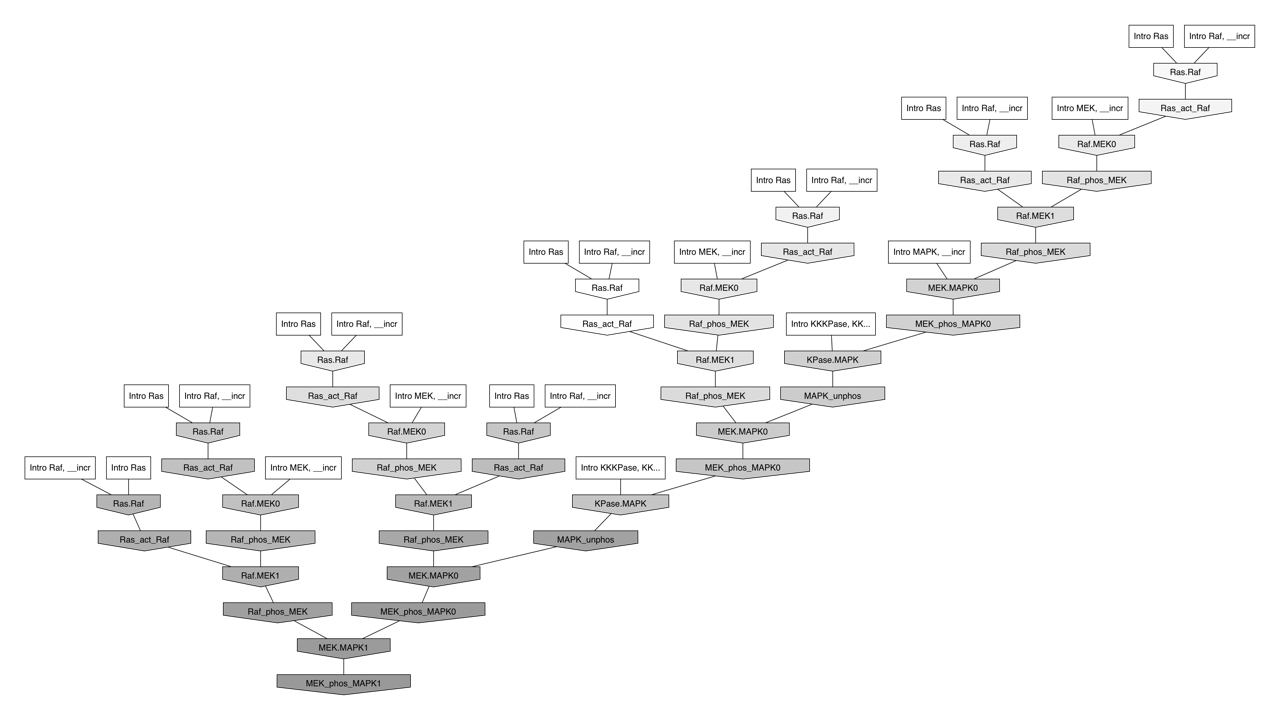 Intro Ras
Intro Raf, __incr
Ras.Raf
Intro Ras
Intro Raf, __incr
Intro MEK, __incr
Ras_act_Raf
Ras.Raf
Raf.MEK0
Intro Ras
Intro Raf, __incr
Ras_act_Raf
Raf_phos_MEK
Ras.Raf
Raf.MEK1
Intro Ras
Intro Raf, __incr
Intro MEK, __incr
Ras_act_Raf
Intro MAPK, __incr
Raf_phos_MEK
Ras.Raf
Raf.MEK0
MEK.MAPK0
Intro Ras
Intro Raf, __incr
Ras_act_Raf
Raf_phos_MEK
Intro KKKPase, KK...
MEK_phos_MAPK0
Ras.Raf
Raf.MEK1
KPase.MAPK
Intro Ras
Intro Raf, __incr
Ras_act_Raf
Intro MEK, __incr
Intro Ras
Intro Raf, __incr
Raf_phos_MEK
MAPK_unphos
Ras.Raf
Raf.MEK0
Ras.Raf
MEK.MAPK0
Intro Raf, __incr
Intro Ras
Ras_act_Raf
Intro MEK, __incr
Raf_phos_MEK
Ras_act_Raf
Intro KKKPase, KK...
MEK_phos_MAPK0
Ras.Raf
Raf.MEK0
Raf.MEK1
KPase.MAPK
Ras_act_Raf
Raf_phos_MEK
Raf_phos_MEK
MAPK_unphos
Raf.MEK1
MEK.MAPK0
Raf_phos_MEK
MEK_phos_MAPK0
MEK.MAPK1
MEK_phos_MAPK1